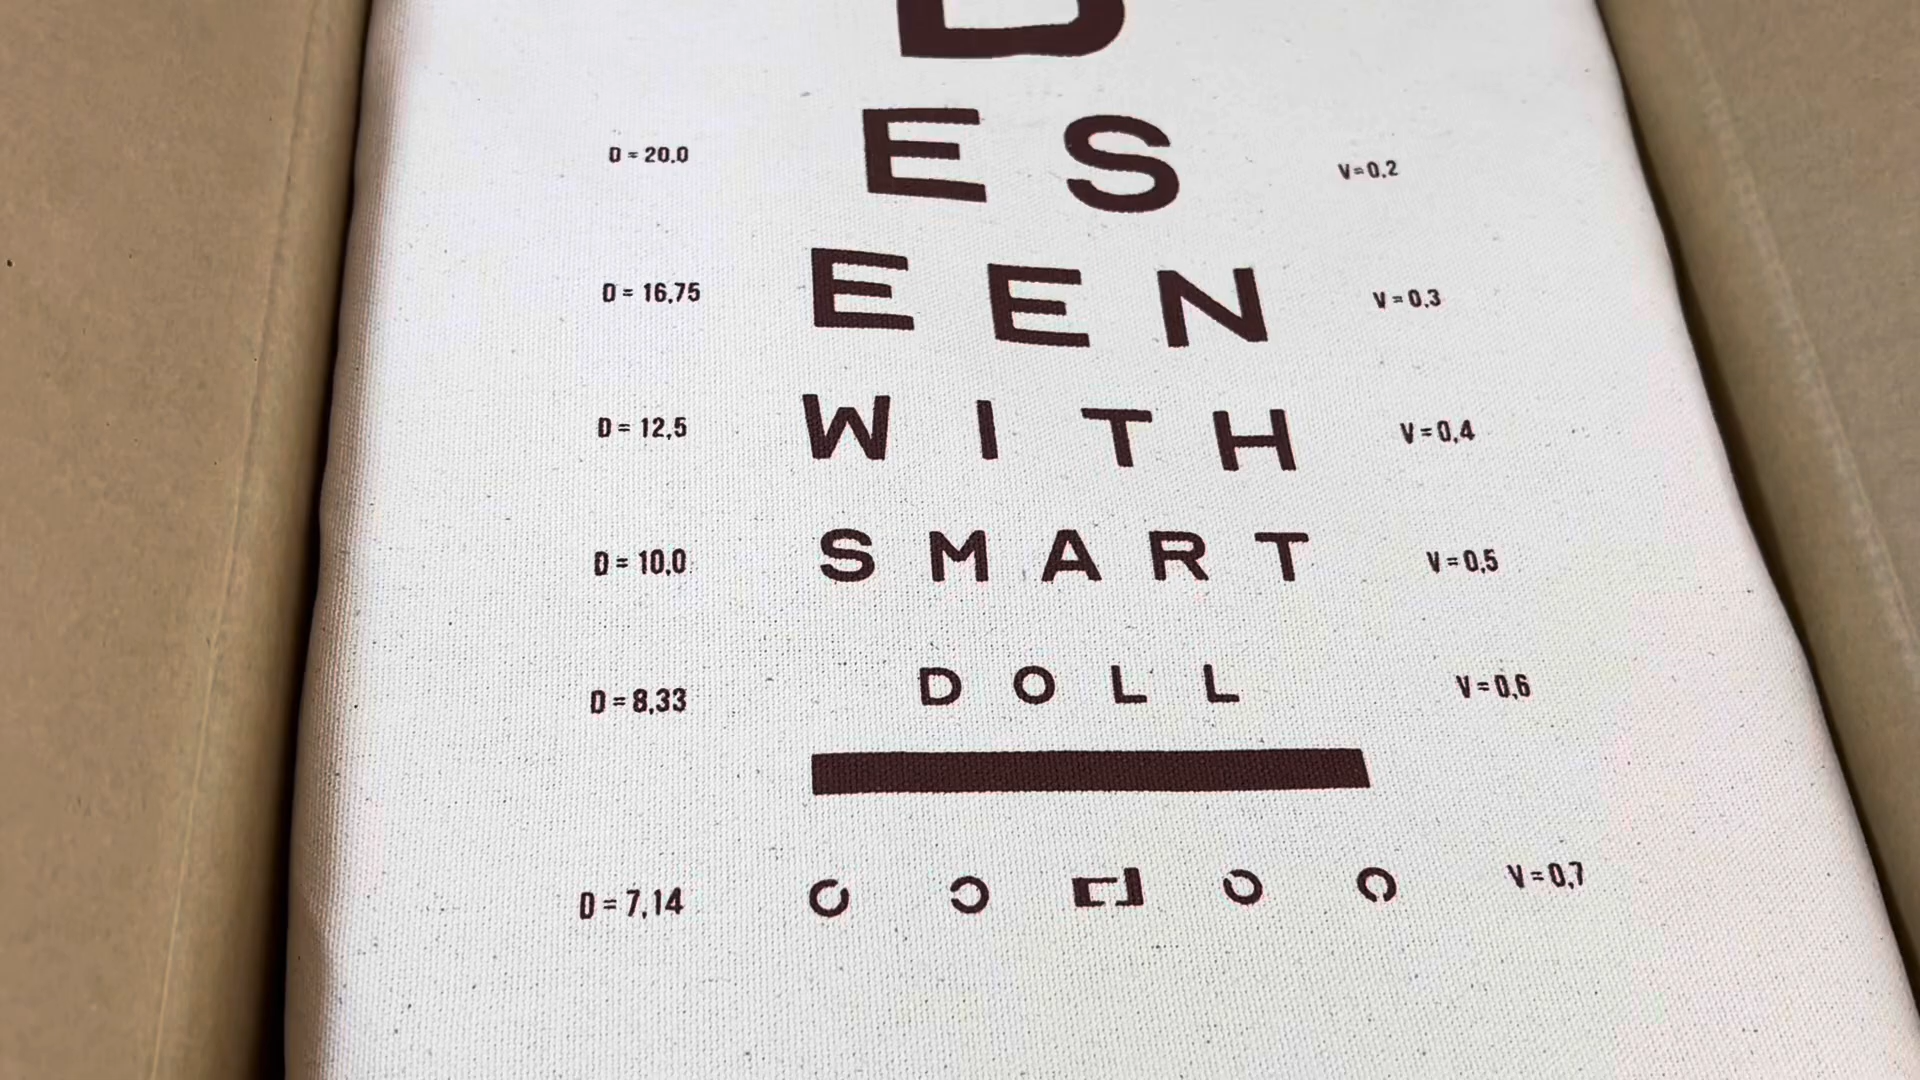 D
D = 20,0 E S V=0,2
D = 16,75 E E N V = 0,3
D = 12,5 W I T H V = 0,4
D = 10,0 S M A R T V = 0,5
D = 8,33 D O L L V = 0,6
D = 7,14 V = 0,7